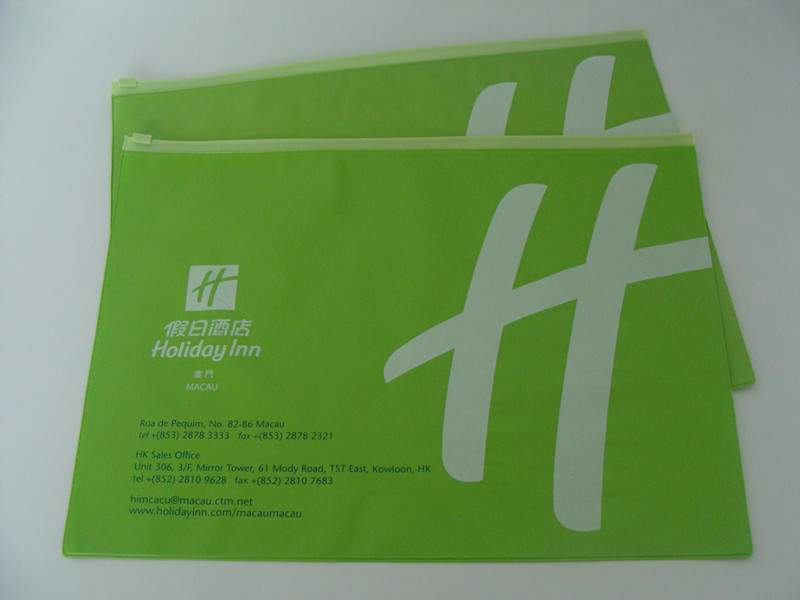 H
H
假日酒店
Holiday Inn
澳門
MACAU
Rua de Pequim, No. 82-86 Macau
tel +(853) 2878 3333 fax +(853) 2878 2321
HK Sales Office
Unit 306, 3/F, Mirror Tower, 61 Mody Road, TST East, Kowloon, HK
tel +(852) 2810 9628 fax +(852) 2810 7683
himcacu@macau.ctm.net
www.holidayinn.com/macaumacau